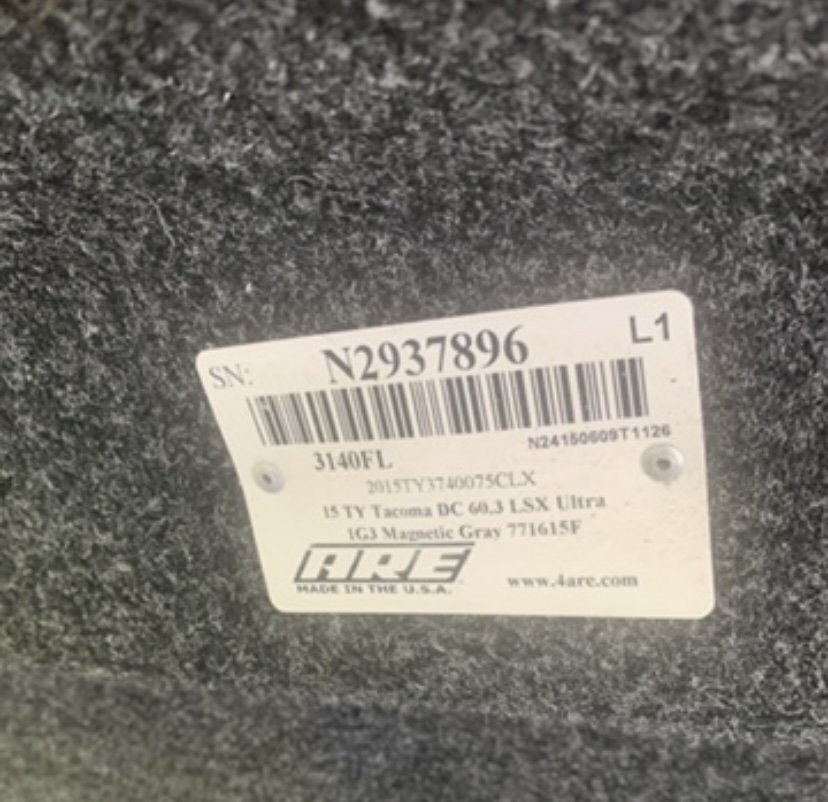 SN: N2937896 L1
N24150609T1126
3140FL
2015TY3740075CLX
15 TY Tacoma DC 60.3 LSX Ultra
1G3 Magnetic Gray 771615F
ARE
MADE IN THE U.S.A. www.4are.com